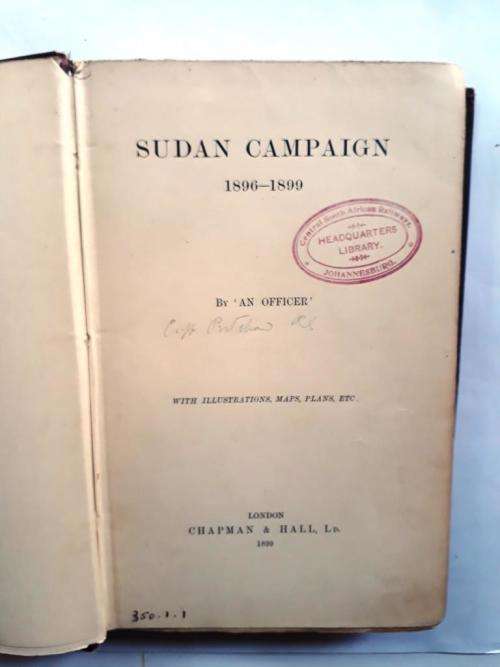 SUDAN CAMPAIGN
1896–1899
Central South African Railways.
HEADQUARTERS
LIBRARY.
JOHANNESBURG.
By 'AN OFFICER'
WITH ILLUSTRATIONS, MAPS, PLANS, ETC.
LONDON
CHAPMAN & HALL, Ld.
1899
350.1.1